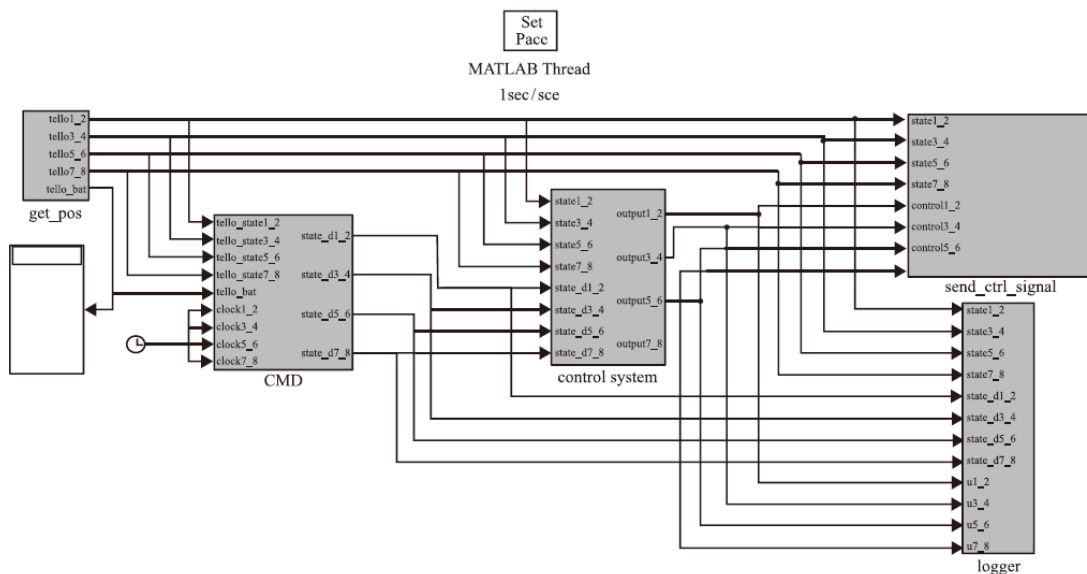 Set
Pace
MATLAB Thread
1sec/sce
tello1_2
tello3_4
tello5_6
tello7_8
tello_bat
get_pos
tello_state1_2
tello_state3_4
tello_state5_6
tello_state7_8
tello_bat
clock1_2
clock3_4
clock5_6
clock7_8
state_d1_2
state_d3_4
state_d5_6
state_d7_8
CMD
state1_2
state3_4
state5_6
state7_8
state_d1_2
state_d3_4
state_d5_6
state_d7_8
output1_2
output3_4
output5_6
output7_8
control system
state1_2
state3_4
state5_6
state7_8
control1_2
control3_4
control5_6
send_ctrl_signal
state1_2
state3_4
state5_6
state7_8
state_d1_2
state_d3_4
state_d5_6
state_d7_8
u1_2
u3_4
u5_6
u7_8
logger